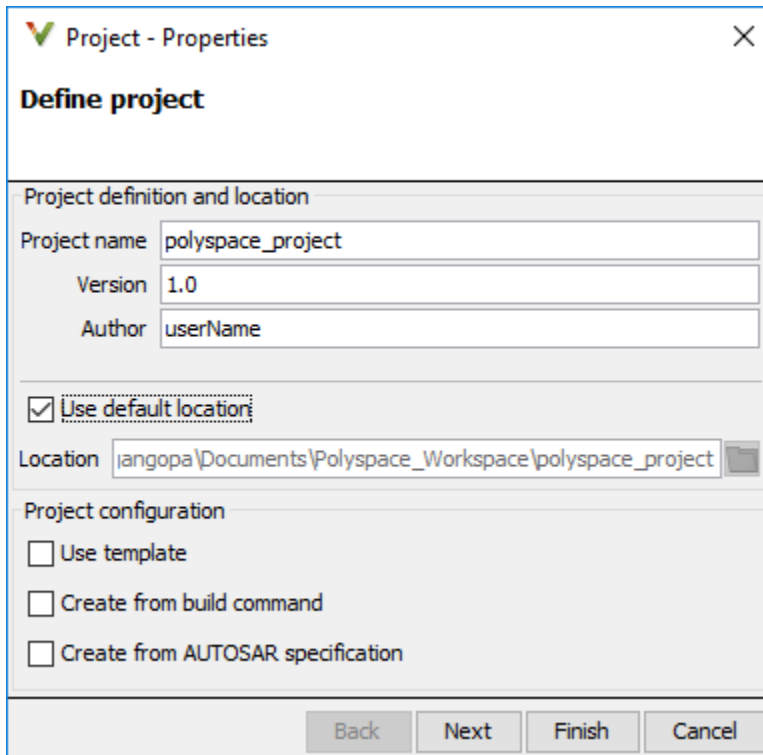 Project - Properties
Define project
Project definition and location
Project name polyspace_project
Version 1.0
Author userName
Use default location
Location \Documents\Polyspace_Workspace\polyspace_project
Project configuration
Use template
Create from build command
Create from AUTOSAR specification
Back Next Finish Cancel